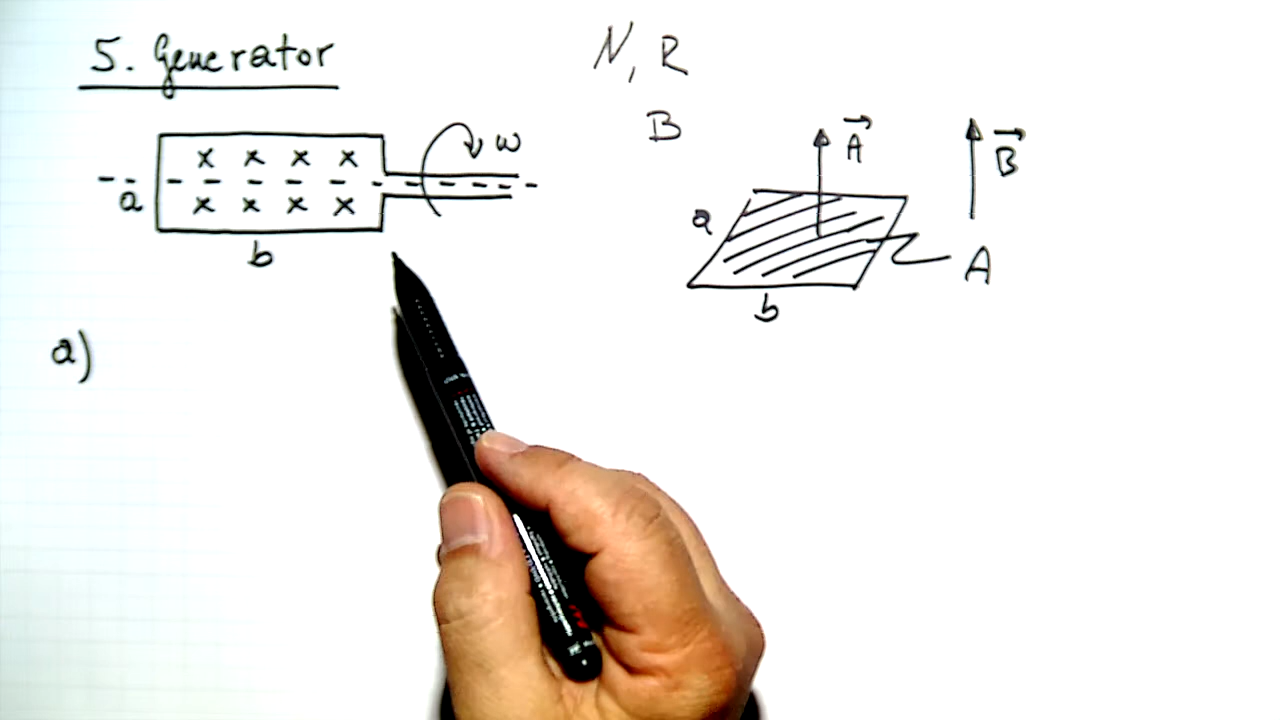 5. Generator
N, R
B
x x x x
ω
a
x x x x
b
A
B
a
A
b
a)